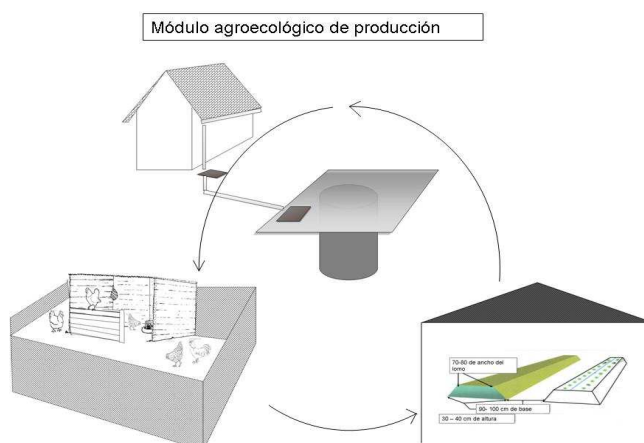 Módulo agroecológico de producción
70-80 de ancho del
lomo
90- 100 cm de base
30 – 40 cm de altura